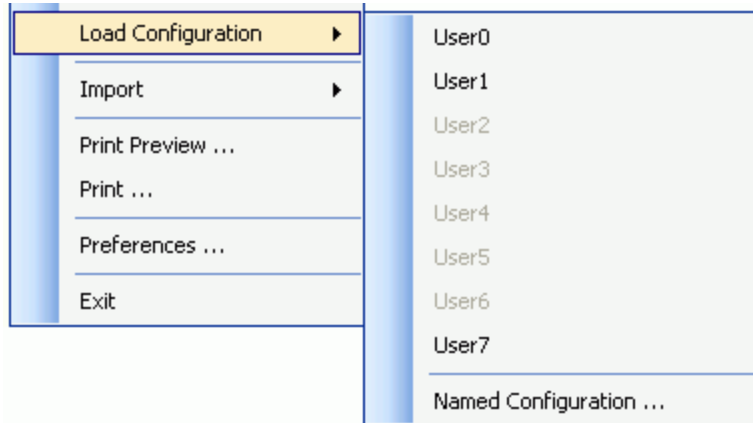 Load Configuration
Import
Print Preview ...
Print ...
Preferences ...
Exit
User0
User1
User2
User3
User4
User5
User6
User7
Named Configuration ...